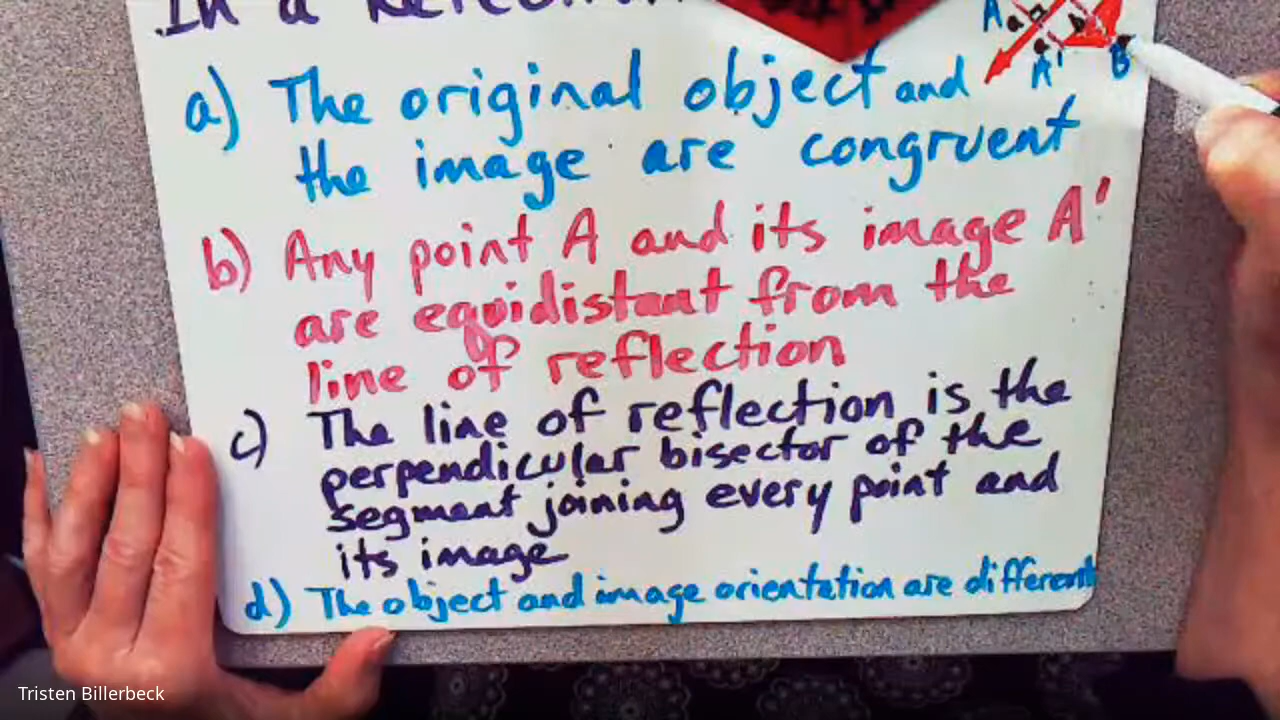 In a
A
A'
B
a) The original object and
the image are congruent
b) Any point A and its image A'
are equidistant from the
line of reflection
c) The line of reflection is the
perpendicular bisector of the
segment joining every point and
its image
d) The object and image orientation are different
Tristen Billerbeck